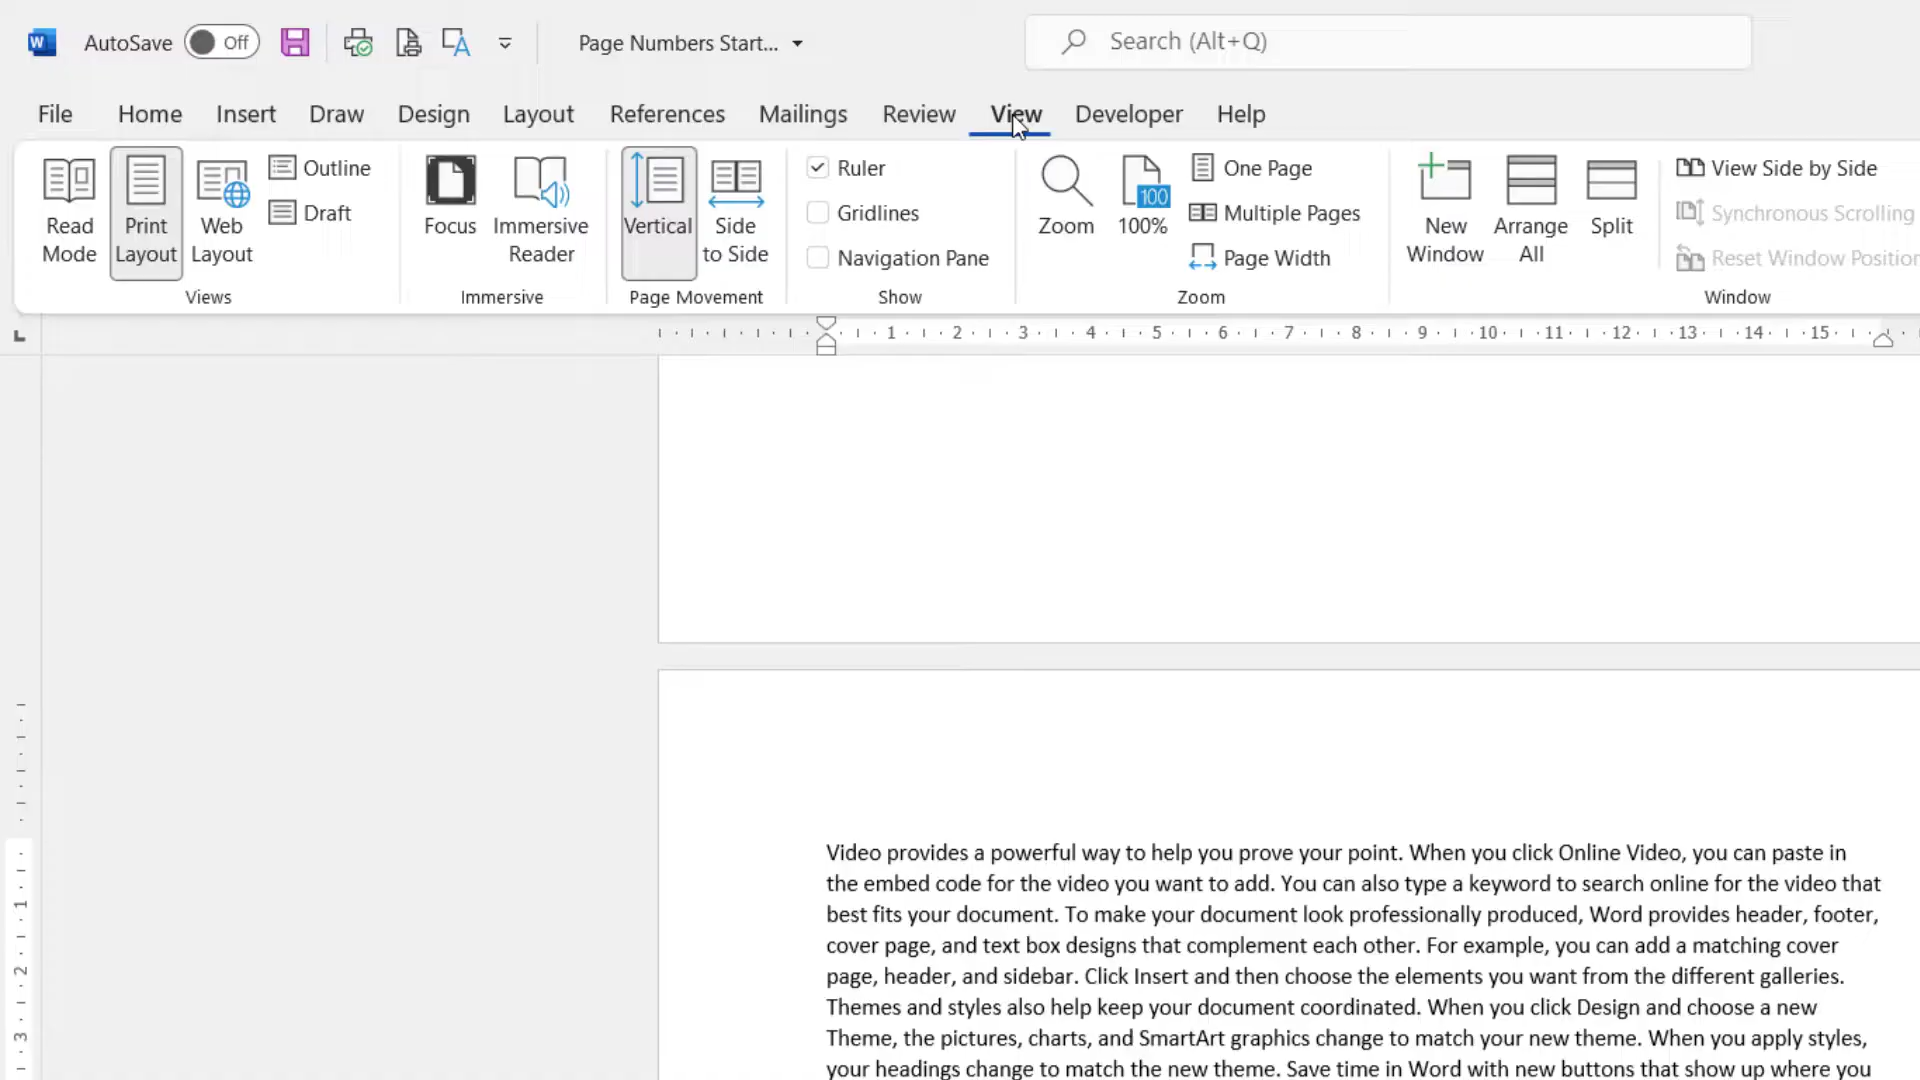 W AutoSave Off Page Numbers Start... Search (Alt+Q)
File Home Insert Draw Design Layout References Mailings Review View Developer Help
Read Mode
Print Layout
Web Layout
Outline
Draft
Views
Focus
Immersive Reader
Immersive
Vertical
Side to Side
Page Movement
Ruler
Gridlines
Navigation Pane
Show
Zoom
100
100%
One Page
Multiple Pages
Page Width
Zoom
New Window
Arrange All
Split
View Side by Side
Synchronous Scrolling
Reset Window Position
Window
1 2 3 4 5 6 7 8 9 10 11 12 13 14 15
1
2
3
Video provides a powerful way to help you prove your point. When you click Online Video, you can paste in
the embed code for the video you want to add. You can also type a keyword to search online for the video that
best fits your document. To make your document look professionally produced, Word provides header, footer,
cover page, and text box designs that complement each other. For example, you can add a matching cover
page, header, and sidebar. Click Insert and then choose the elements you want from the different galleries.
Themes and styles also help keep your document coordinated. When you click Design and choose a new
Theme, the pictures, charts, and SmartArt graphics change to match your new theme. When you apply styles,
your headings change to match the new theme. Save time in Word with new buttons that show up where you